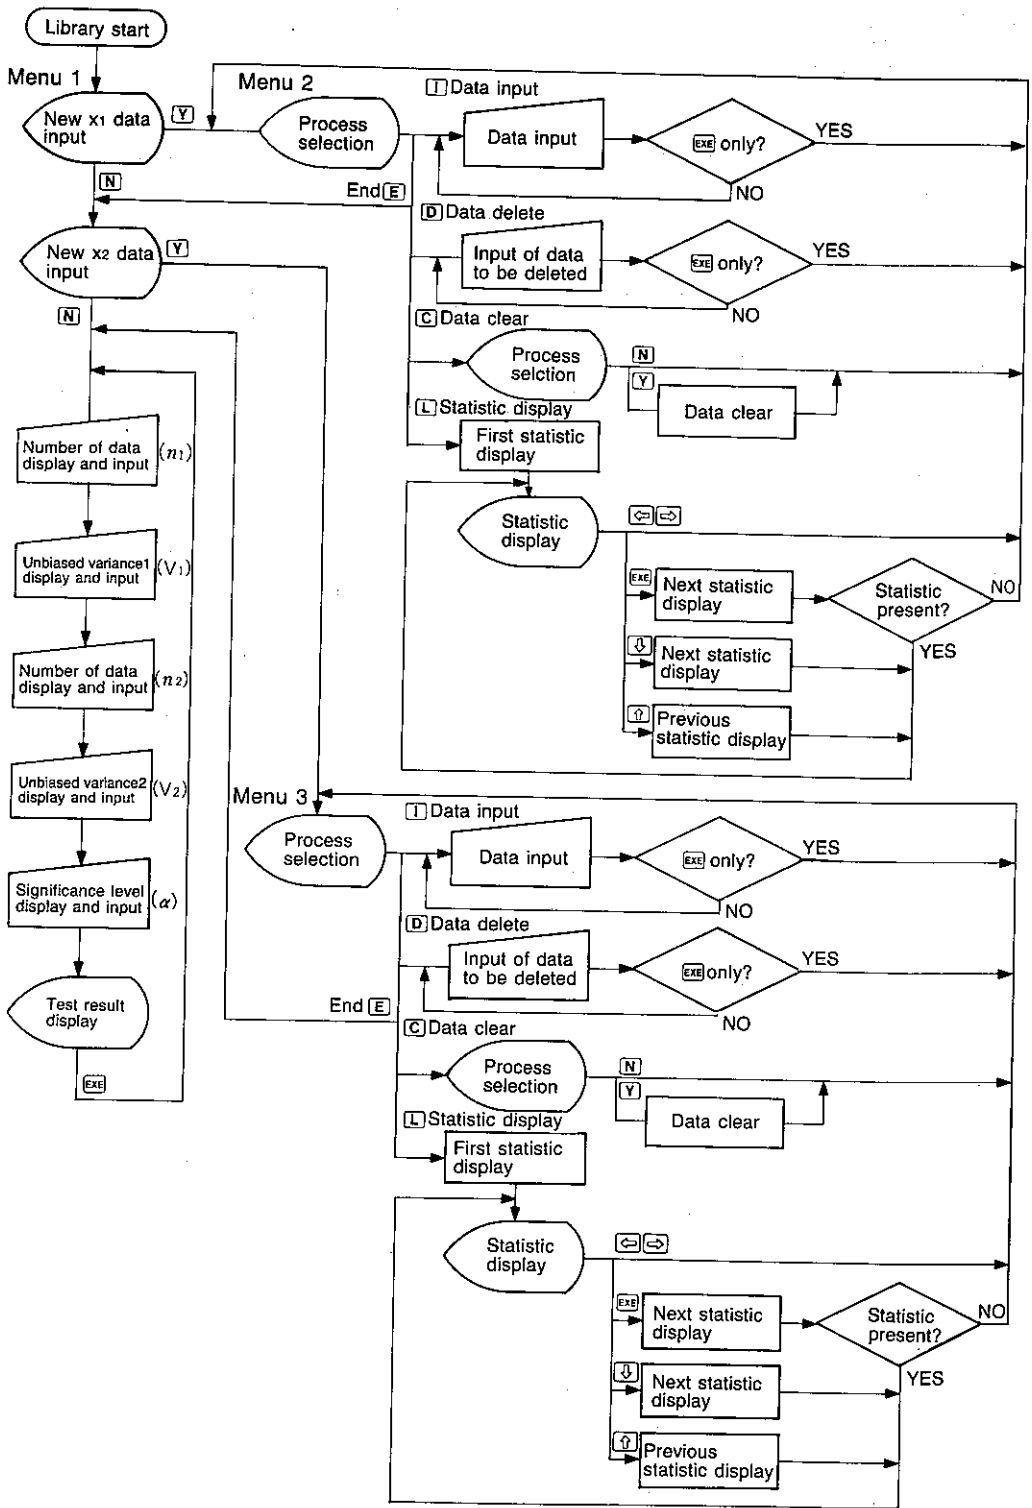 Library start
Menu 1
New x1 data
input
Y
N
Menu 2
Process
selection
End E
I Data input
Data input
EXE only?
YES
NO
D Data delete
Input of data
to be deleted
EXE only?
YES
NO
C Data clear
Process
selction
N
Y
Data clear
L Statistic display
First statistic
display
Statistic
display
⇦ ⇨
EXE
Next statistic
display
Statistic
present?
NO
YES
⇩
Next statistic
display
⇧
Previous
statistic display
New x2 data
input
Y
N
Number of data
display and input
(n1)
Unbiased variance1
display and input
(V1)
Number of data
display and input
(n2)
Unbiased variance2
display and input
(V2)
Significance level
display and input
(α)
Test result
display
EXE
Menu 3
Process
selection
End E
I Data input
Data input
EXE only?
YES
NO
D Data delete
Input of data
to be deleted
EXE only?
YES
NO
C Data clear
Process
selection
N
Y
Data clear
L Statistic display
First statistic
display
Statistic
display
⇦ ⇨
EXE
Next statistic
display
Statistic
present?
NO
YES
⇩
Next statistic
display
⇧
Previous
statistic display